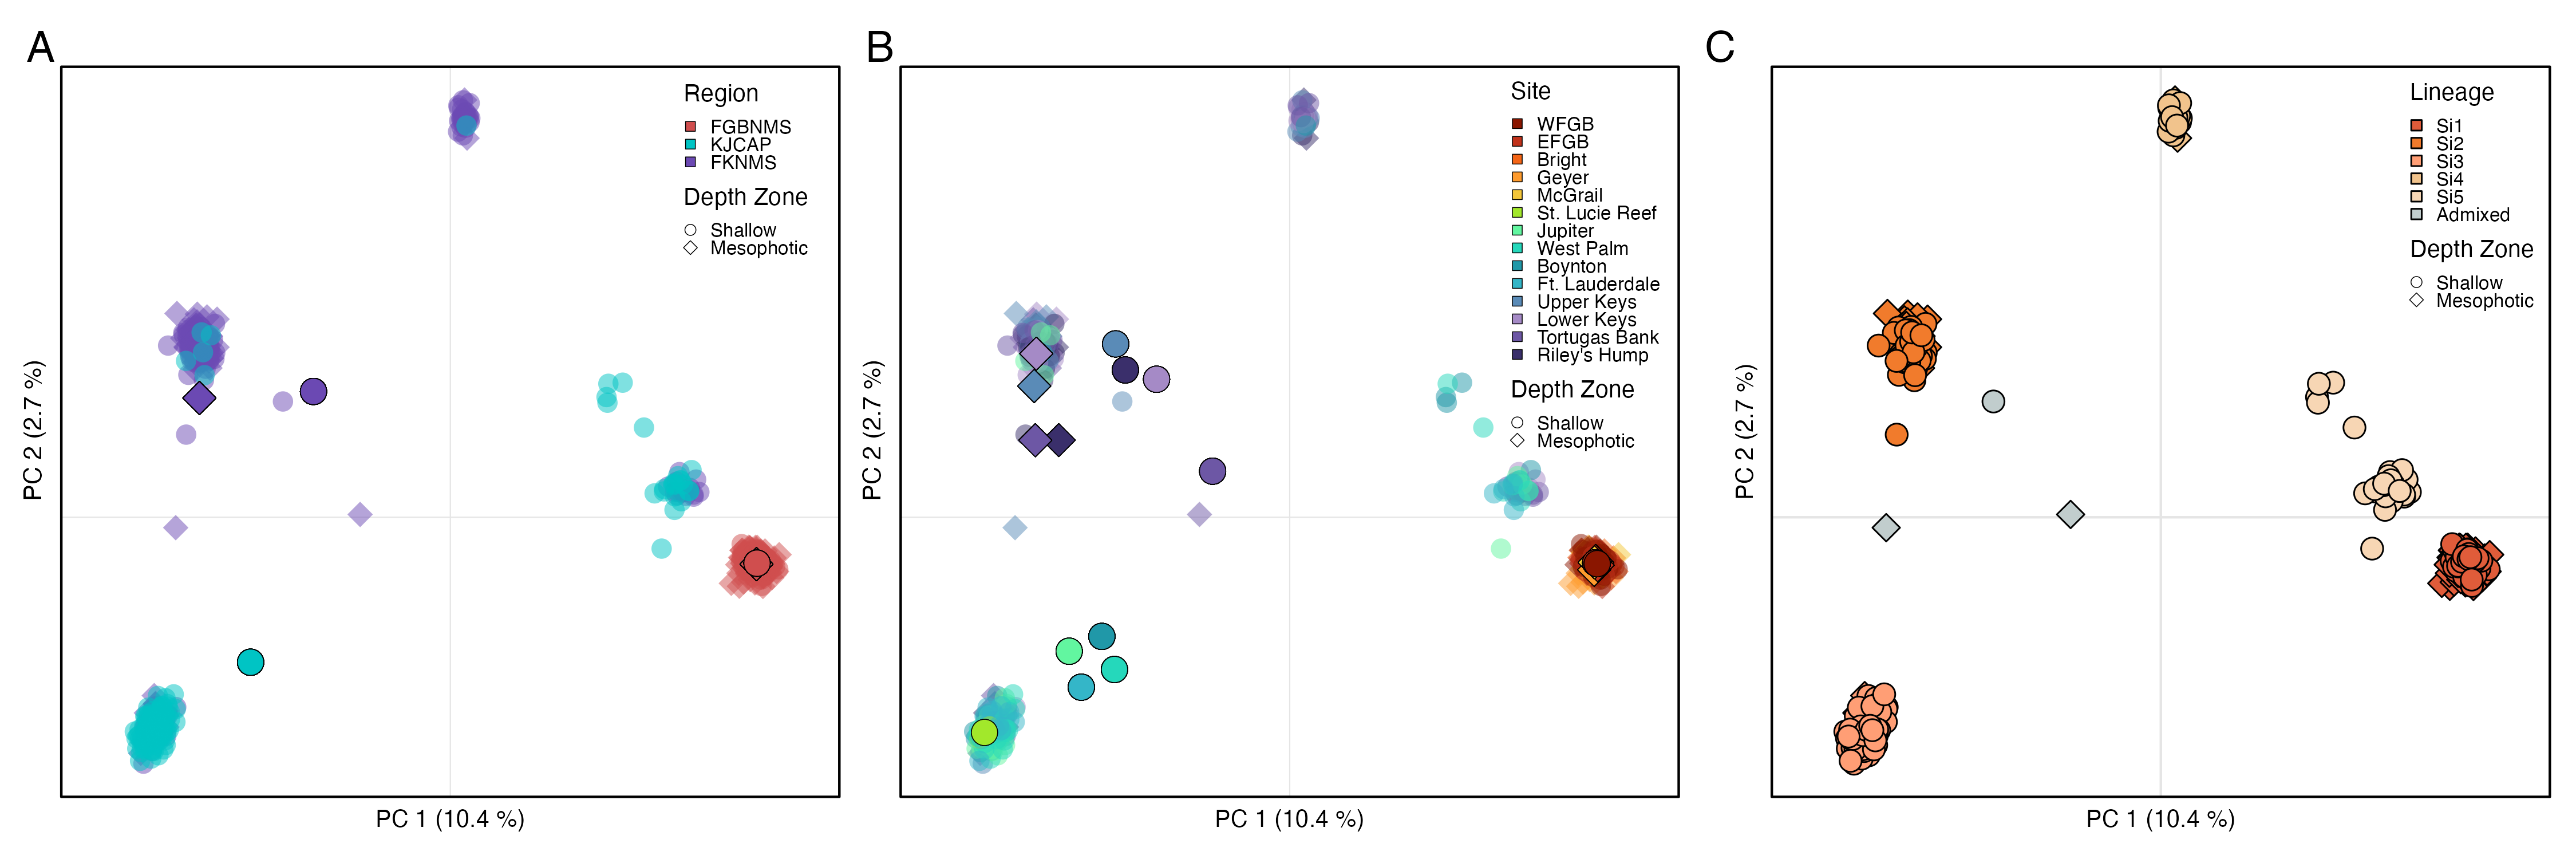 A
Region
FGBNMS
KJCAP
FKNMS
Depth Zone
Shallow
Mesophotic
PC 2 (2.7 %)
PC 1 (10.4 %)
B
Site
WFGB
EFGB
Bright
Geyer
McGrail
St. Lucie Reef
Jupiter
West Palm
Boynton
Ft. Lauderdale
Upper Keys
Lower Keys
Tortugas Bank
Riley's Hump
Depth Zone
Shallow
Mesophotic
PC 2 (2.7 %)
PC 1 (10.4 %)
C
Lineage
Si1
Si2
Si3
Si4
Si5
Admixed
Depth Zone
Shallow
Mesophotic
PC 2 (2.7 %)
PC 1 (10.4 %)